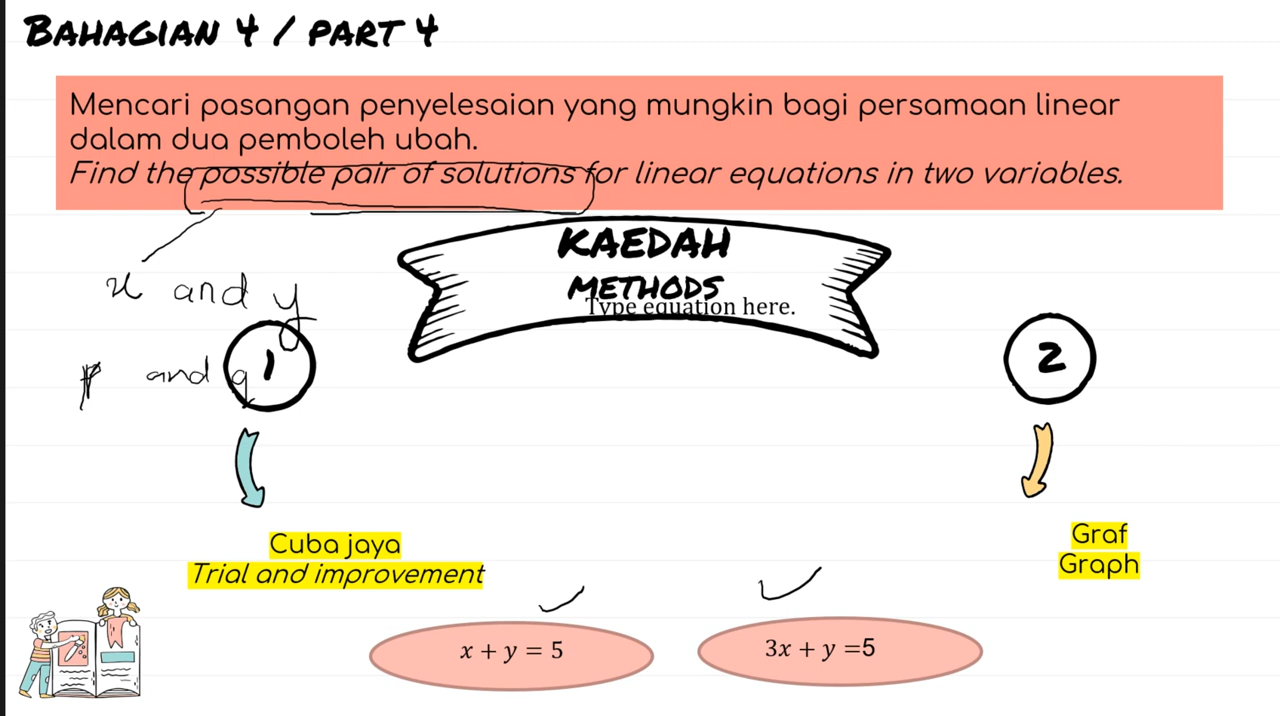 BAHAGIAN 4 / PART 4
Mencari pasangan penyelesaian yang mungkin bagi persamaan linear
dalam dua pemboleh ubah.
Find the possible pair of solutions for linear equations in two variables.
KAEDAH
METHODS
Type equation here.
x and y
p and q
1
2
Cuba jaya
Trial and improvement
Graf
Graph
x + y = 5
3x + y =5